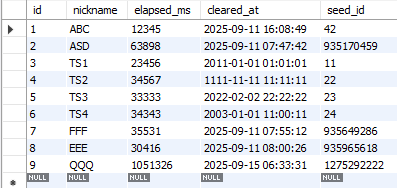 id nickname elapsed_ms cleared_at seed_id
1 ABC 12345 2025-09-11 16:08:49 42
2 ASD 63898 2025-09-11 07:47:42 935170459
3 TS1 23456 2011-01-01 01:01:01 11
4 TS2 34567 1111-11-11 11:11:11 22
5 TS3 33333 2022-02-02 22:22:22 23
6 TS4 34343 2003-01-01 11:00:11 24
7 FFF 35531 2025-09-11 07:55:12 935649286
8 EEE 30416 2025-09-11 08:00:26 935965618
9 QQQ 1051326 2025-09-15 06:33:31 1275292222
NULL NULL NULL NULL NULL